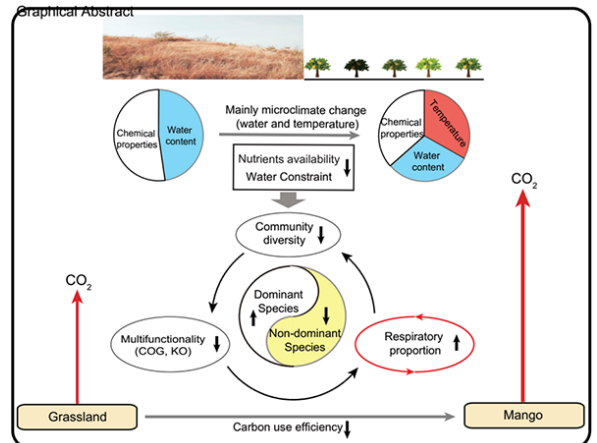 Graphical Abstract
Mainly microclimate change
(water and temperature)
Chemical
properties
Water
content
Chemical
properties
Temperature
Water
content
Nutrients availability
Water Constraint
CO2
Community
diversity
CO2
Dominant
Species
Non-dominant
Species
Multifunctionality
(COG, KO)
Respiratory
proportion
Grassland
Mango
Carbon use efficiency